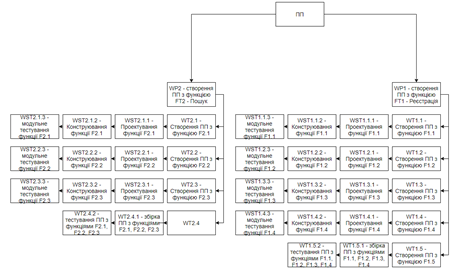 ПП
WP2 - створення
ПП з функцією
FT2 - Пошук
WP1 - створення
ПП з функцією
FT1 - Реєстрація
WST2.1.3 -
модульне
тестування
функції F2.1
WST2.1.2 -
Конструювання
функції F2.1
WST2.1.1 -
Проектування
функції F2.1
WT2.1 -
Створення ПП з
функцією F2.1
WST1.1.3 -
модульне
тестування
функції F1.1
WST1.1.2 -
Конструювання
функції F1.1
WST1.1.1 -
Проектування
функції F1.1
WT1.1 -
Створення ПП з
функцією F1.1
WST2.2.3 -
модульне
тестування
функції F2.2
WST2.2.2 -
Конструювання
функції F2.2
WST2.2.1 -
Проектування
функції F2.2
WT2.2 -
Створення ПП з
функцією F2.2
WST1.2.3 -
модульне
тестування
функції F1.2
WST1.2.2 -
Конструювання
функції F1.2
WST1.2.1 -
Проектування
функції F1.2
WT1.2 -
Створення ПП з
функцією F1.2
WST2.3.3 -
модульне
тестування
функції F2.3
WST2.3.2 -
Конструювання
функції F2.3
WST2.3.1 -
Проектування
функції F2.3
WT2.3 -
Створення ПП з
функцією F2.3
WST1.3.3 -
модульне
тестування
функції F1.3
WST1.3.2 -
Конструювання
функції F1.3
WST1.3.1 -
Проектування
функції F1.3
WT1.3 -
Створення ПП з
функцією F1.3
WT2.4.2 -
тестування ПП з
функціями F2.1,
F2.2, F2.3
WT2.4.1 - збірка
ПП з функціями
F2.1, F2.2, F2.3
WT2.4
WST1.4.3 -
модульне
тестування
функції F1.4
WST1.4.2 -
Конструювання
функції F1.4
WST1.4.1 -
Проектування
функції F1.4
WT1.4 -
Створення ПП з
функцією F1.4
WT1.5.2 -
тестування ПП з
функціями F1.1,
F1.2, F1.3, F1.4
WT1.5.1 - збірка
ПП з функціями
F1.1, F1.2, F1.3,
F1.4
WT1.5 -
Створення ПП з
функцією F1.5